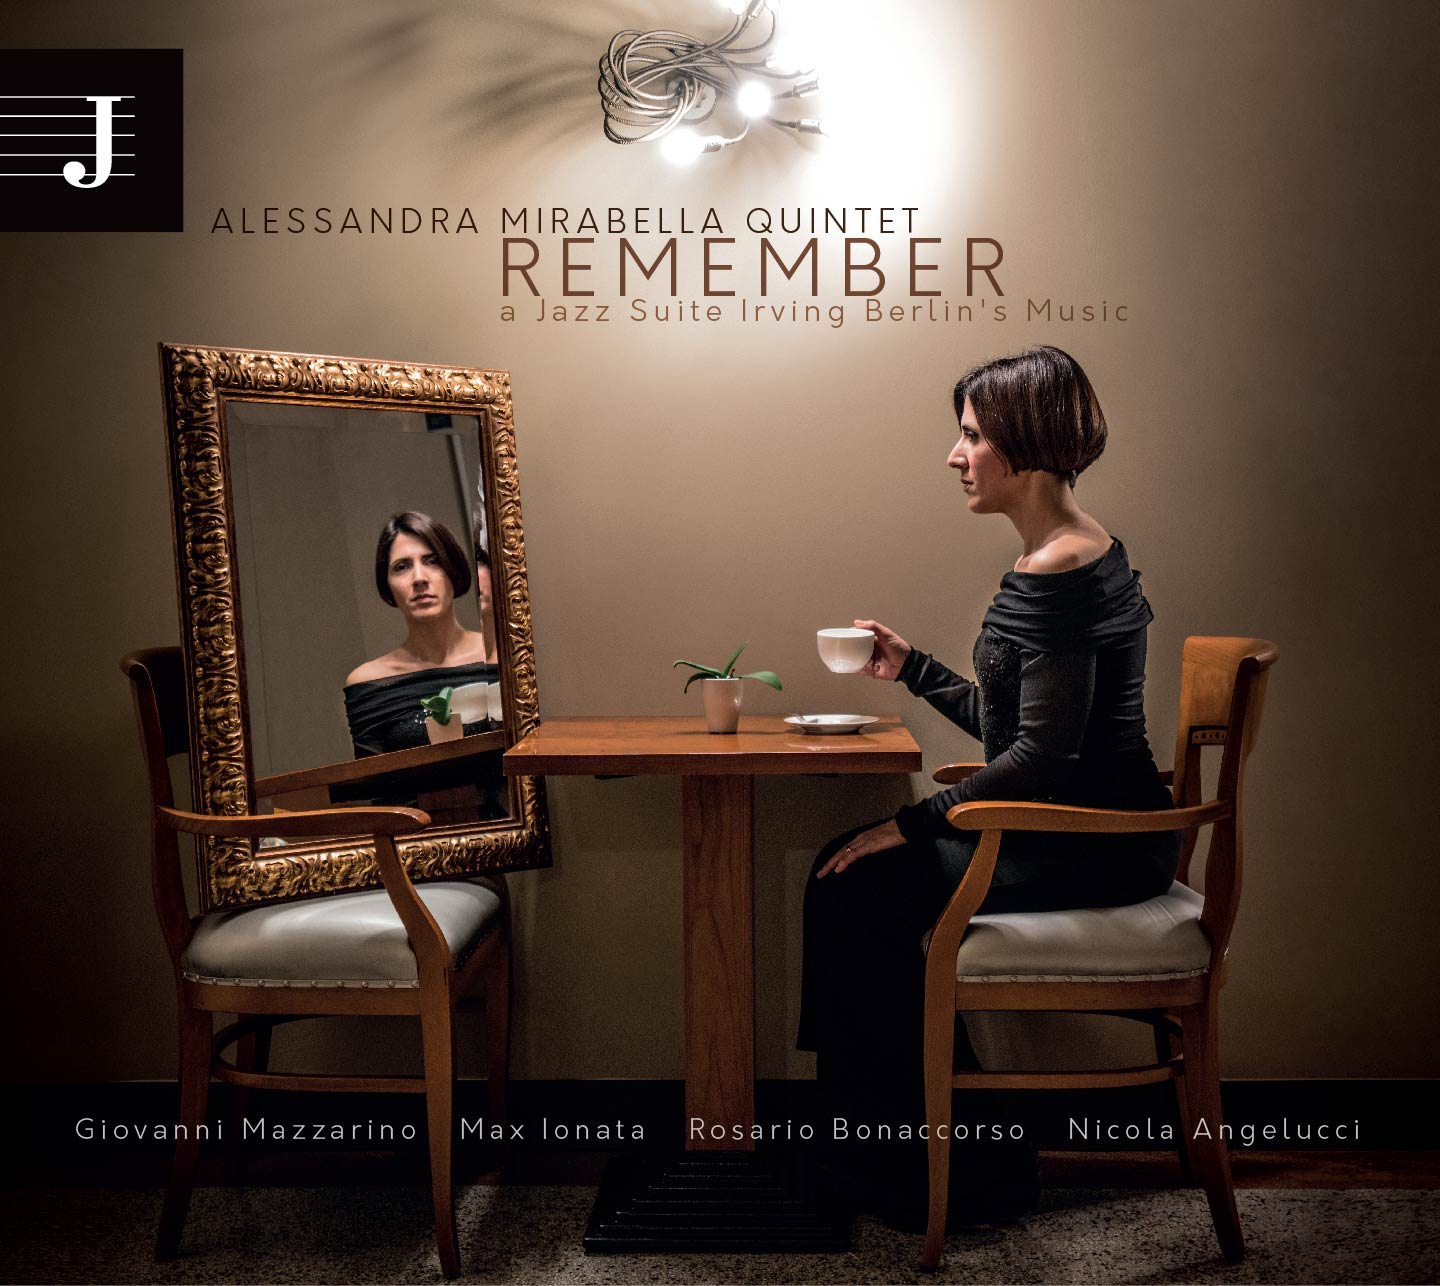 J
ALESSANDRA MIRABELLA QUINTET
REMEMBER
a Jazz Suite Irving Berlin's Music
Giovanni Mazzarino Max Ionata Rosario Bonaccorso Nicola Angelucci